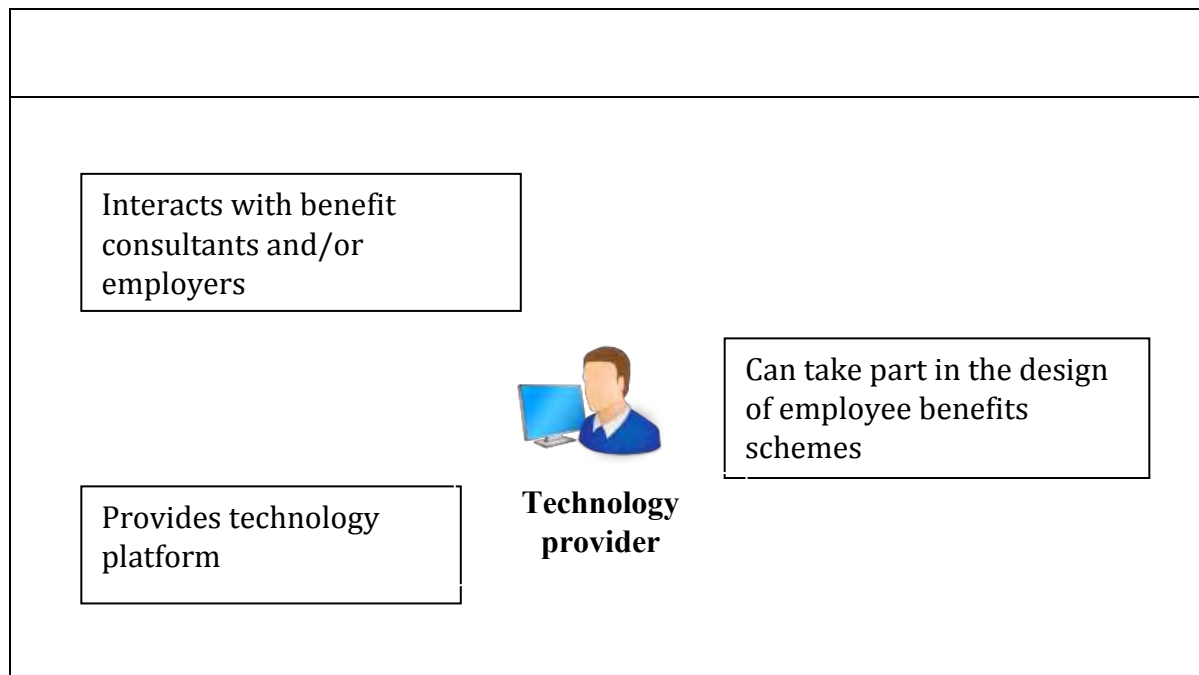 Interacts with benefit
consultants and/or
employers
Can take part in the design
of employee benefits
schemes
Technology
provider
Provides technology
platform